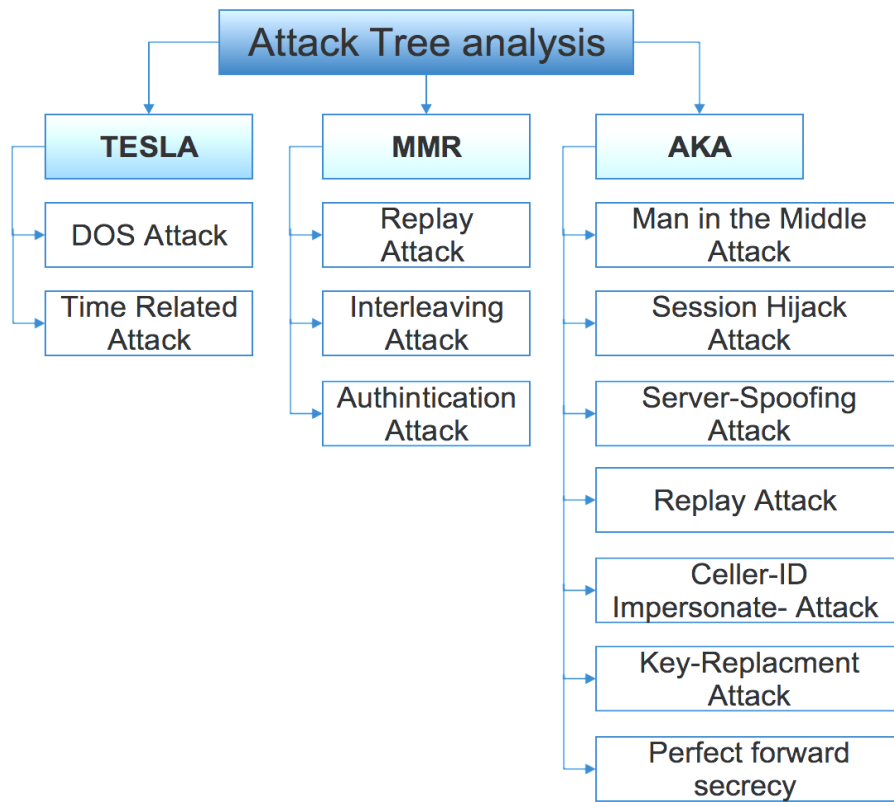 Attack Tree analysis
TESLA
DOS Attack
Time Related
Attack
MMR
Replay
Attack
Interleaving
Attack
Authintication
Attack
AKA
Man in the Middle
Attack
Session Hijack
Attack
Server-Spoofing
Attack
Replay Attack
Celler-ID
Impersonate- Attack
Key-Replacment
Attack
Perfect forward
secrecy